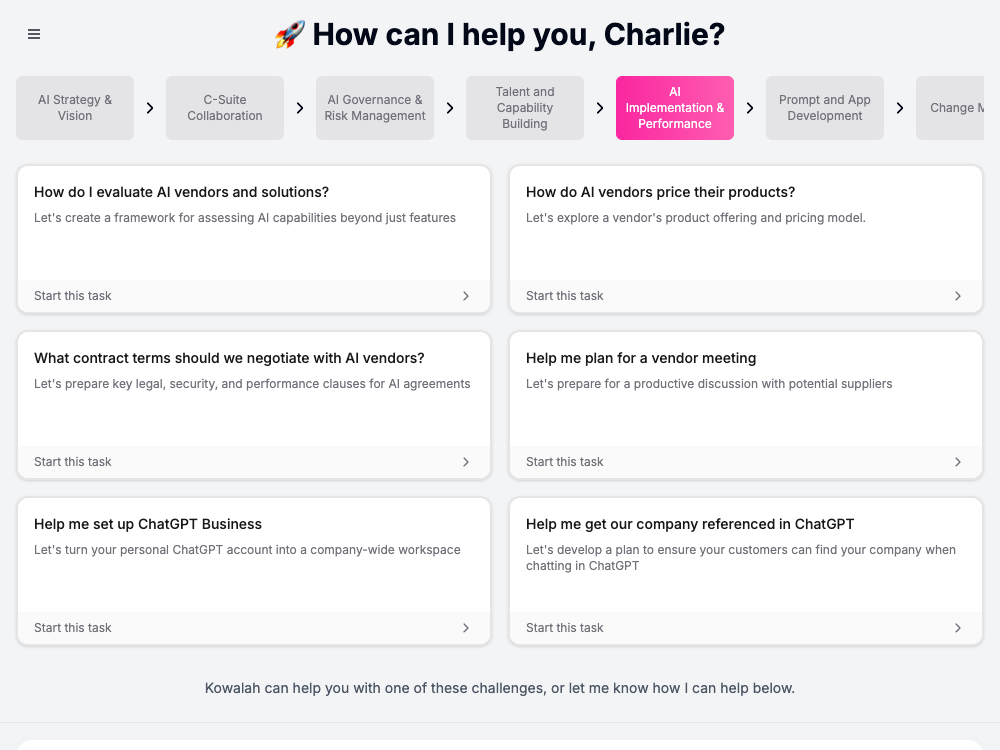 🚀 How can I help you, Charlie?
AI Strategy &
Vision
C-Suite
Collaboration
AI Governance &
Risk Management
Talent and
Capability
Building
AI
Implementation &
Performance
Prompt and App
Development
Change M
How do I evaluate AI vendors and solutions?
Let's create a framework for assessing AI capabilities beyond just features
Start this task
How do AI vendors price their products?
Let's explore a vendor's product offering and pricing model.
Start this task
What contract terms should we negotiate with AI vendors?
Let's prepare key legal, security, and performance clauses for AI agreements
Start this task
Help me plan for a vendor meeting
Let's prepare for a productive discussion with potential suppliers
Start this task
Help me set up ChatGPT Business
Let's turn your personal ChatGPT account into a company-wide workspace
Start this task
Help me get our company referenced in ChatGPT
Let's develop a plan to ensure your customers can find your company when
chatting in ChatGPT
Start this task
Kowalah can help you with one of these challenges, or let me know how I can help below.